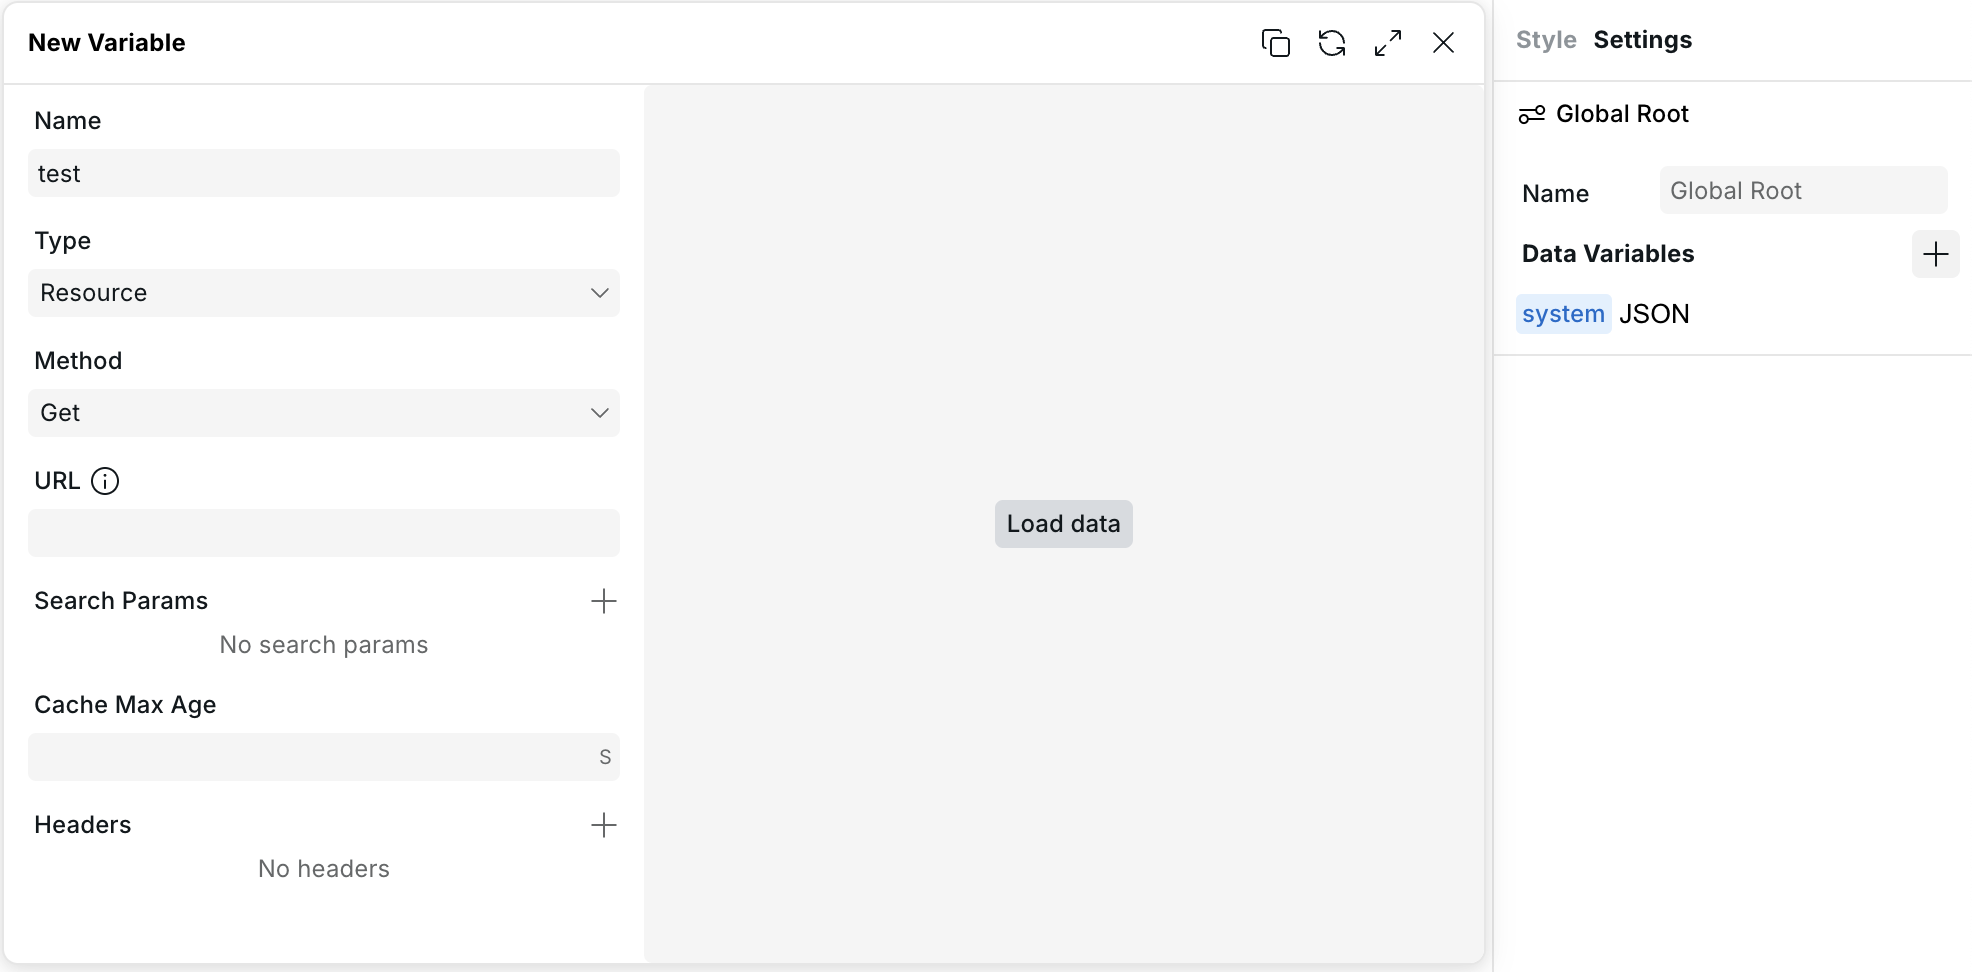 New Variable
Name
test
Type
Resource
Method
Get
URL
Search Params
No search params
Cache Max Age
S
Headers
No headers
Load data
Style Settings
Global Root
Name Global Root
Data Variables
system JSON